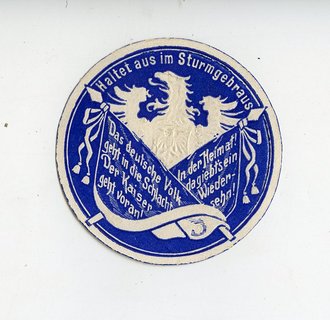 Haltet aus im Sturmgebraus
Das deutsche Volk
geht in die Schlacht
Der Kaiser
geht voran!
In der Heimat!
da giebt's ein
Wieder-
sehn!